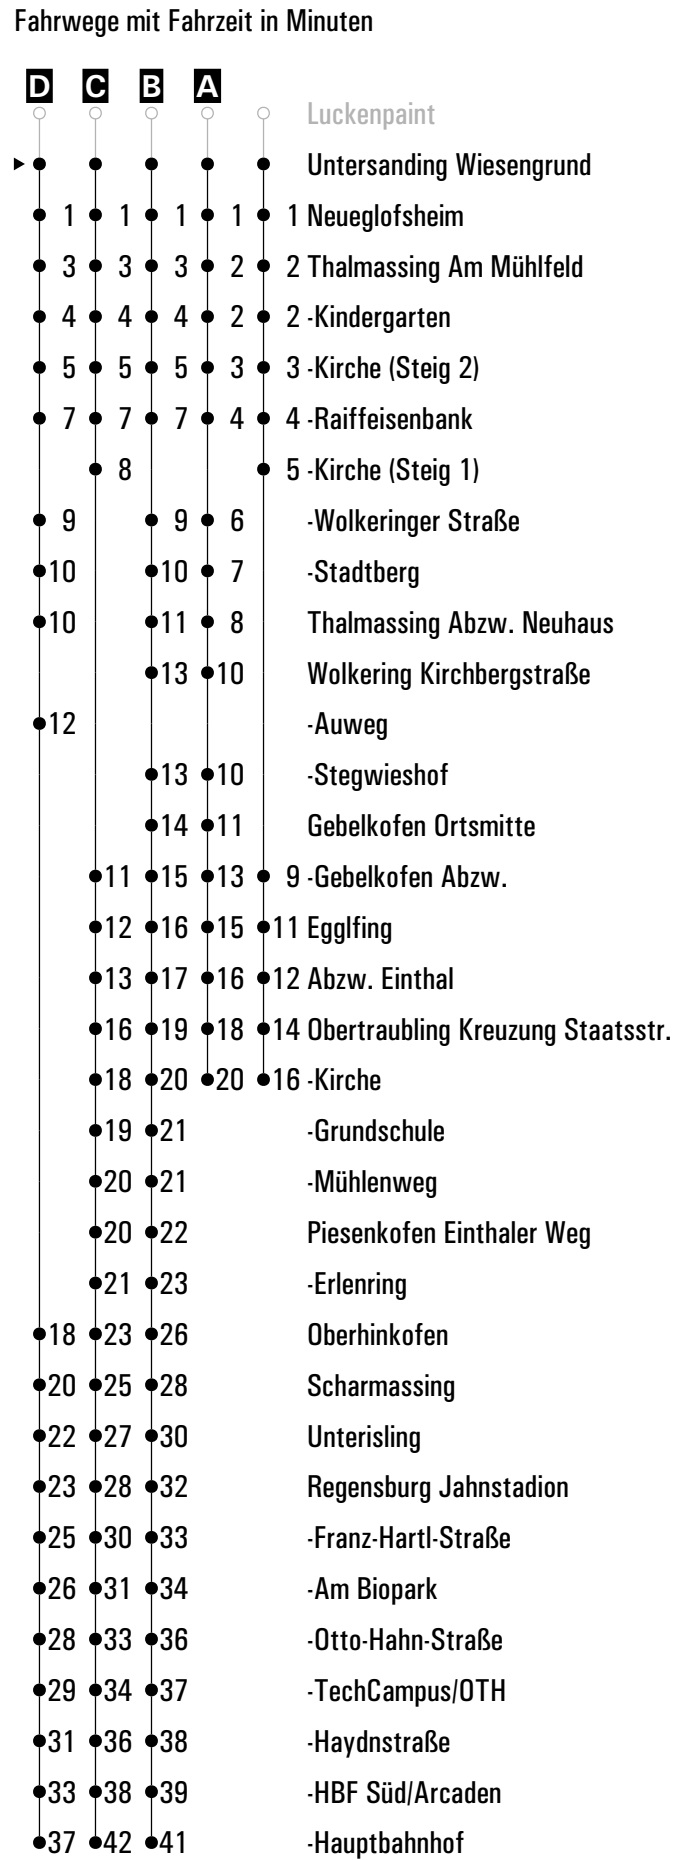 Fahrwege mit Fahrzeit in Minuten
D C B A
Luckenpaint
Untersanding Wiesengrund
1 1 1 1 1 Neueglofsheim
3 3 3 2 2 Thalmassing Am Mühlfeld
4 4 4 2 2 -Kindergarten
5 5 5 3 3 -Kirche (Steig 2)
7 7 7 4 4 -Raiffeisenbank
8 5 -Kirche (Steig 1)
9 9 6 -Wolkeringer Straße
10 10 7 -Stadtberg
10 11 8 Thalmassing Abzw. Neuhaus
13 10 Wolkering Kirchbergstraße
12 -Auweg
13 10 -Stegwieshof
14 11 Gebelkofen Ortsmitte
11 15 13 9 -Gebelkofen Abzw.
12 16 15 11 Egglfing
13 17 16 12 Abzw. Einthal
16 19 18 14 Obertraubling Kreuzung Staatsstr.
18 20 20 16 -Kirche
19 21 -Grundschule
20 21 -Mühlenweg
20 22 Piesenkofen Einthaler Weg
21 23 -Erlenring
18 23 26 Oberhinkofen
20 25 28 Scharmassing
22 27 30 Unterisling
23 28 32 Regensburg Jahnstadion
25 30 33 -Franz-Hartl-Straße
26 31 34 -Am Biopark
28 33 36 -Otto-Hahn-Straße
29 34 37 -TechCampus/OTH
31 36 38 -Haydnstraße
33 38 39 -HBF Süd/Arcaden
37 42 41 -Hauptbahnhof